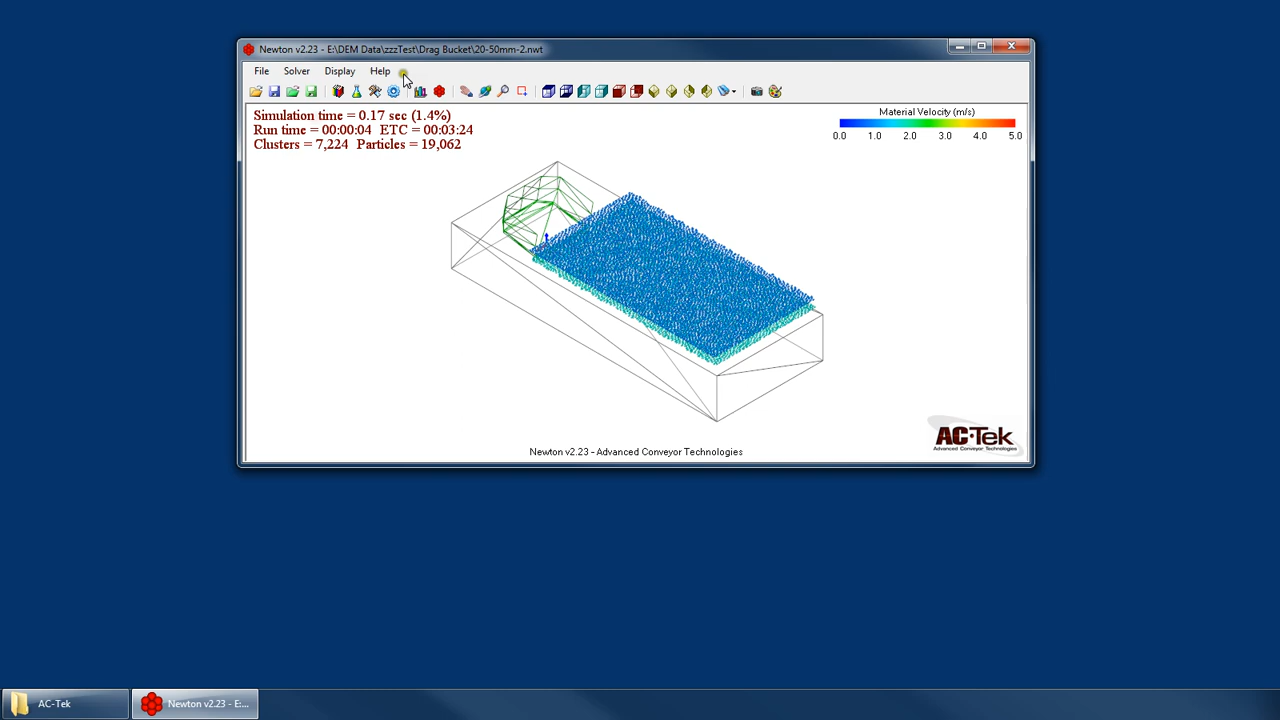 Newton v2.23 - E:\DEM Data\zzzTest\Drag Bucket\20-50mm-2.nwt
File Solver Display Help
Simulation time = 0.17 sec (1.4%)
Run time = 00:00:04 ETC = 00:03:24
Clusters = 7,224 Particles = 19,062
Material Velocity (m/s)
0.0 1.0 2.0 3.0 4.0 5.0
AC-Tek
Advanced Conveyor Technologies
Newton v2.23 - Advanced Conveyor Technologies
AC-Tek
Newton v2.23 - E:...